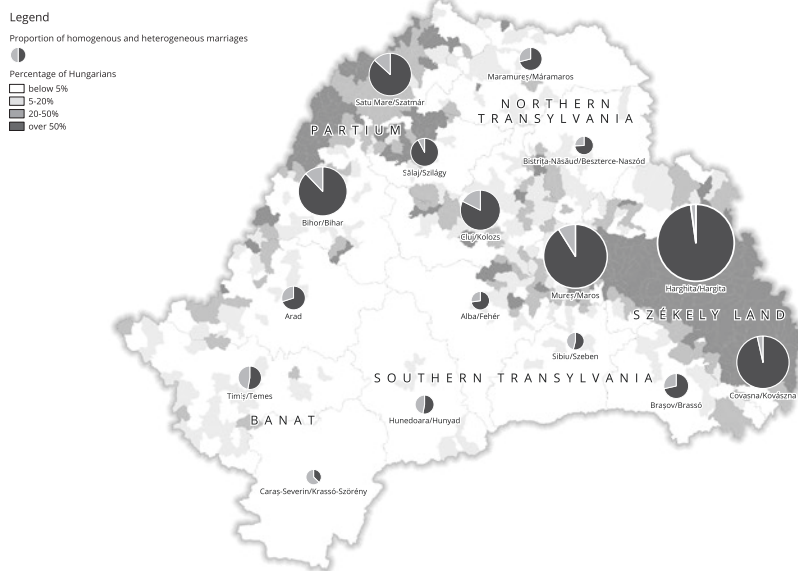 Legend
Proportion of homogenous and heterogeneous marriages
Percentage of Hungarians
below 5%
5-20%
20-50%
over 50%
Satu Mare/Szatmár
Maramureș/Máramaros
NORTHERN
TRANSYLVANIA
PARTIUM
Bistrița-Năsăud/Beszterce-Naszód
Sălaj/Szilágy
Bihor/Bihar
Cluj/Kolozs
Harghita/Hargita
Mureș/Maros
Arad
Alba/Fehér
SZÉKELY LAND
Sibiu/Szeben
SOUTHERN TRANSYLVANIA
Timiș/Temes
Covasna/Kovászna
Brașov/Brassó
BANAT
Hunedoara/Hunyad
Caraș-Severin/Krassó-Szörény